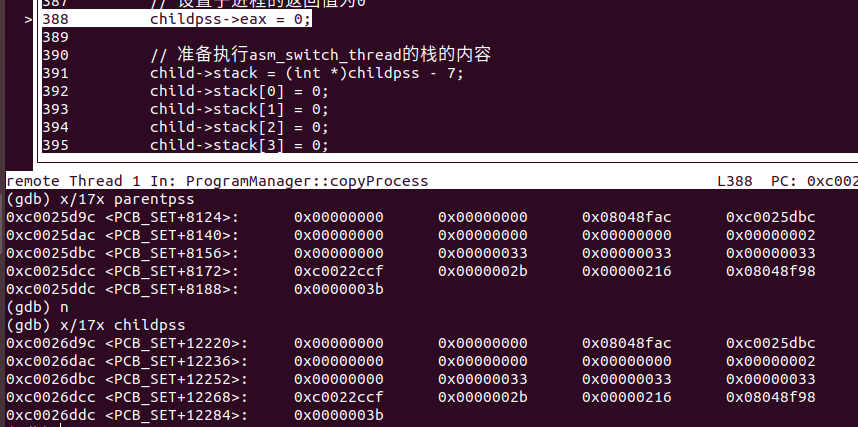 387 // 设置子进程的返回值为0
> 388 childpss->eax = 0;
389
390 // 准备执行asm_switch_thread的栈的内容
391 child->stack = (int *)childpss - 7;
392 child->stack[0] = 0;
393 child->stack[1] = 0;
394 child->stack[2] = 0;
395 child->stack[3] = 0;
remote Thread 1 In: ProgramManager::copyProcess L388 PC: 0xc002
(gdb) x/17x parentpss
0xc0025d9c <PCB_SET+8124>: 0x00000000 0x00000000 0x08048fac 0xc0025dbc
0xc0025dac <PCB_SET+8140>: 0x00000000 0x00000000 0x00000000 0x00000002
0xc0025dbc <PCB_SET+8156>: 0x00000000 0x00000033 0x00000033 0x00000033
0xc0025dcc <PCB_SET+8172>: 0xc0022ccf 0x0000002b 0x00000216 0x08048f98
0xc0025ddc <PCB_SET+8188>: 0x0000003b
(gdb) n
(gdb) x/17x childpss
0xc0026d9c <PCB_SET+12220>: 0x00000000 0x00000000 0x08048fac 0xc0025dbc
0xc0026dac <PCB_SET+12236>: 0x00000000 0x00000000 0x00000000 0x00000002
0xc0026dbc <PCB_SET+12252>: 0x00000000 0x00000033 0x00000033 0x00000033
0xc0026dcc <PCB_SET+12268>: 0xc0022ccf 0x0000002b 0x00000216 0x08048f98
0xc0026ddc <PCB_SET+12284>: 0x0000003b